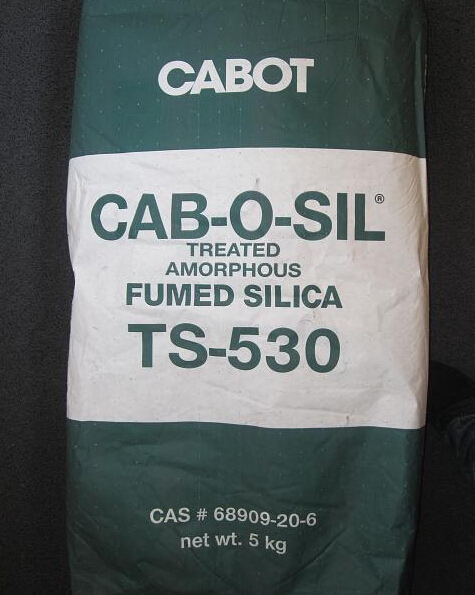 CABOT
CAB-O-SIL®
TREATED
AMORPHOUS
FUMED SILICA
TS-530
CAS # 68909-20-6
net wt. 5 kg